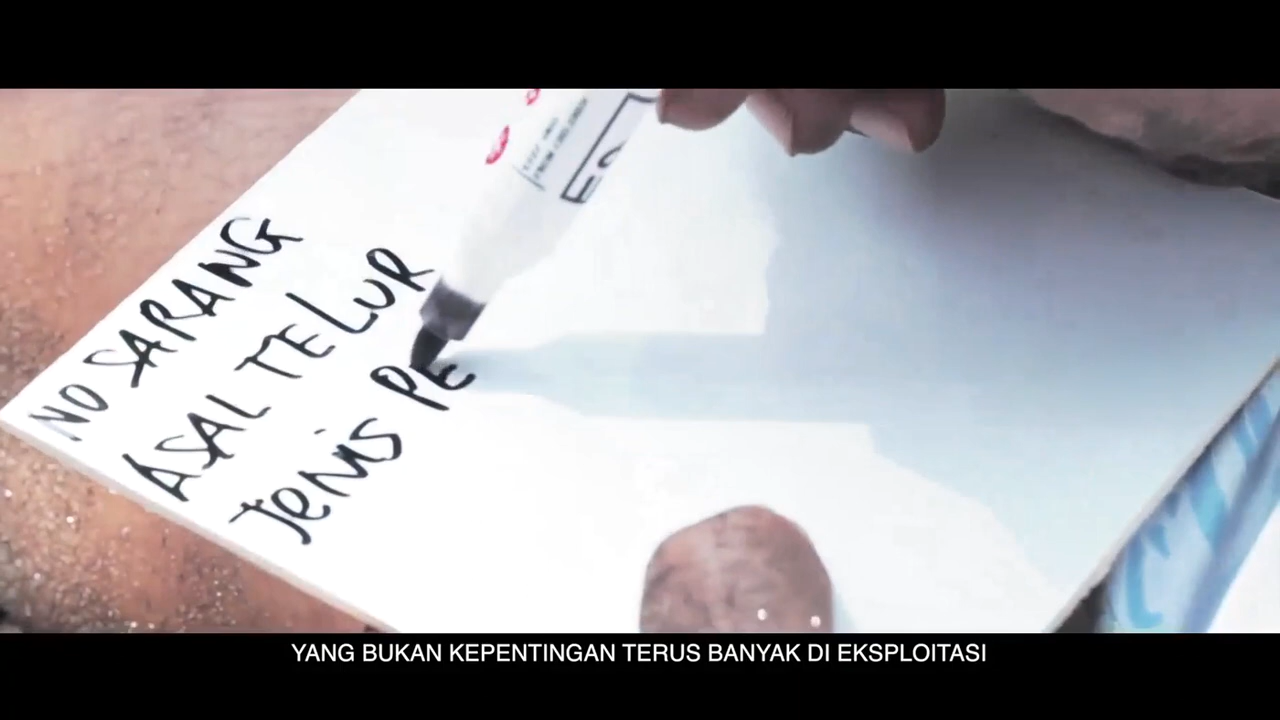 NO SARANG
ASAL TELUR
JENIS PE
YANG BUKAN KEPENTINGAN TERUS BANYAK DI EKSPLOITASI